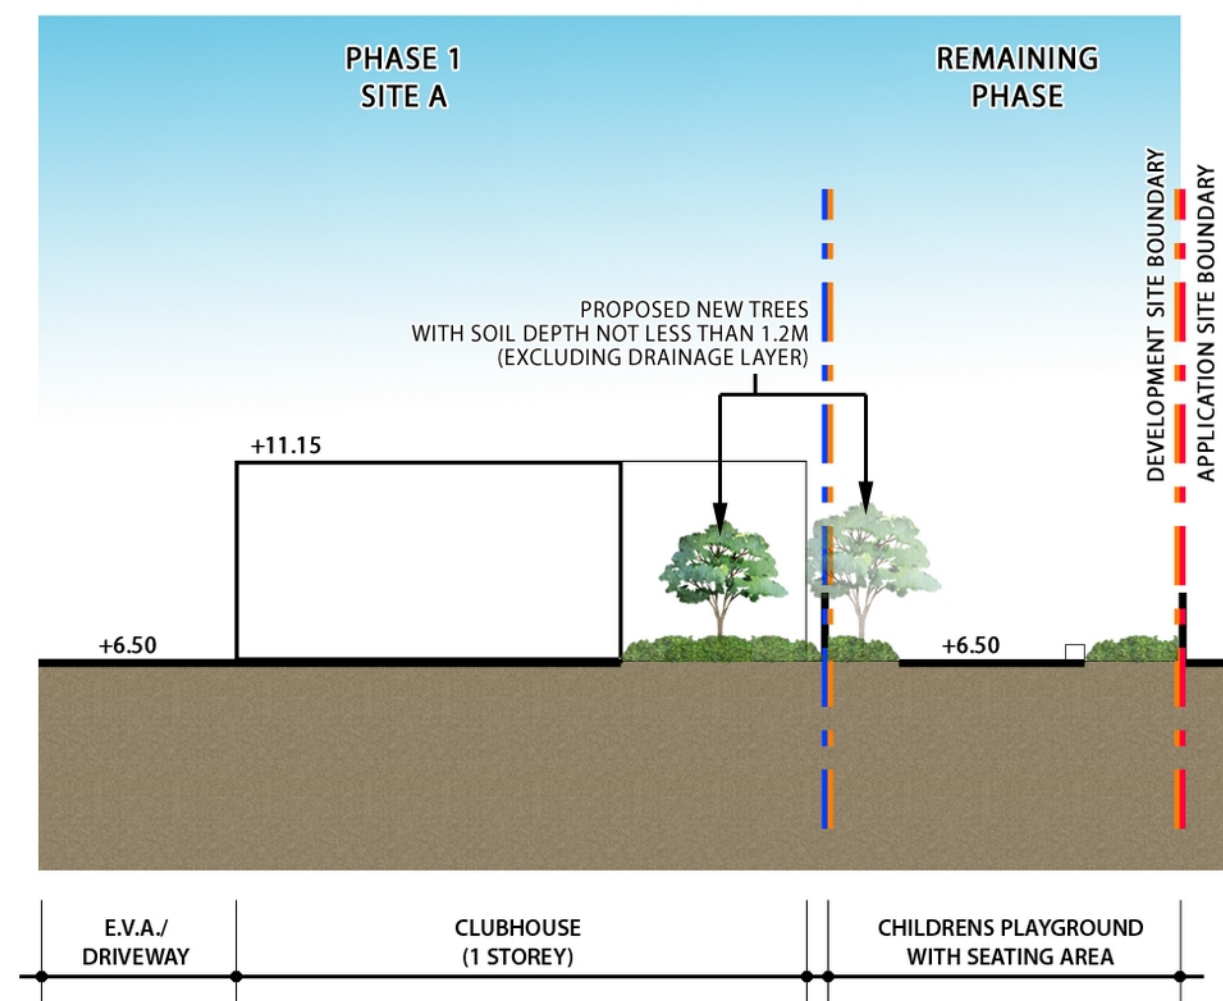 PHASE 1
SITE A
REMAINING
PHASE
DEVELOPMENT SITE BOUNDARY
APPLICATION SITE BOUNDARY
PROPOSED NEW TREES
WITH SOIL DEPTH NOT LESS THAN 1.2M
(EXCLUDING DRAINAGE LAYER)
+11.15
+6.50
+6.50
E.V.A./
DRIVEWAY
CLUBHOUSE
(1 STOREY)
CHILDRENS PLAYGROUND
WITH SEATING AREA